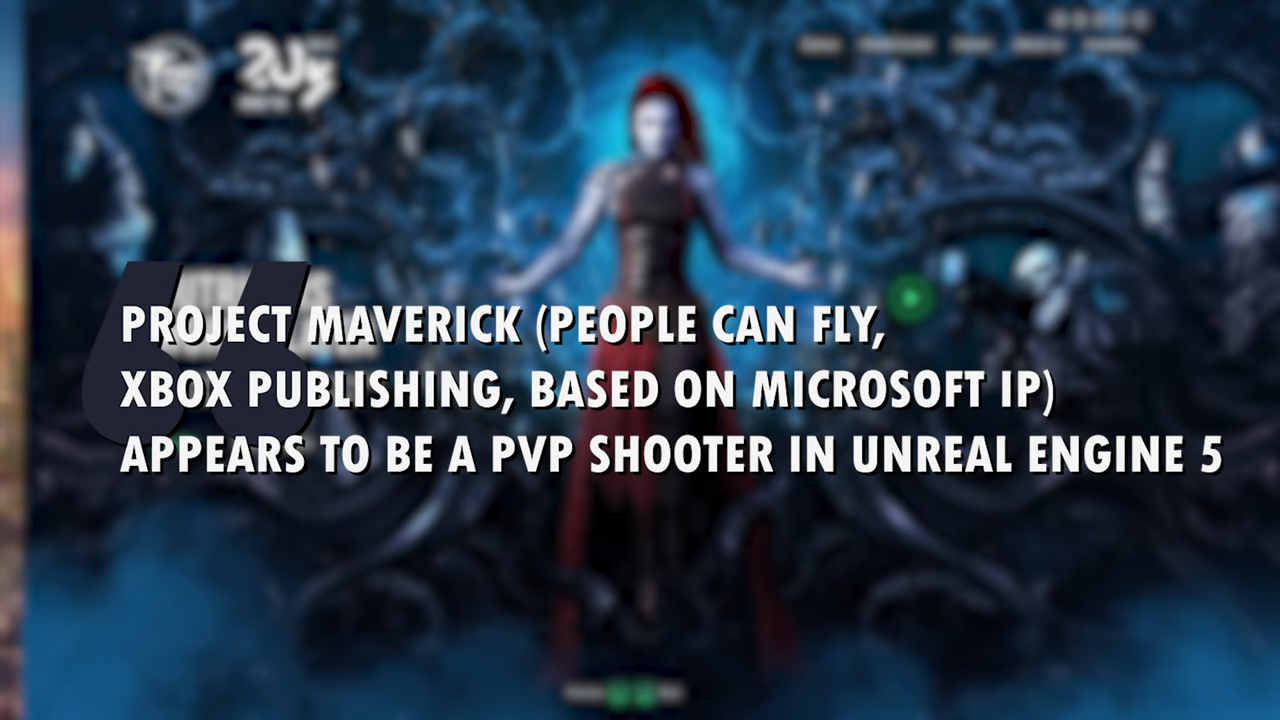 PROJECT MAVERICK (PEOPLE CAN FLY,
XBOX PUBLISHING, BASED ON MICROSOFT IP)
APPEARS TO BE A PVP SHOOTER IN UNREAL ENGINE 5